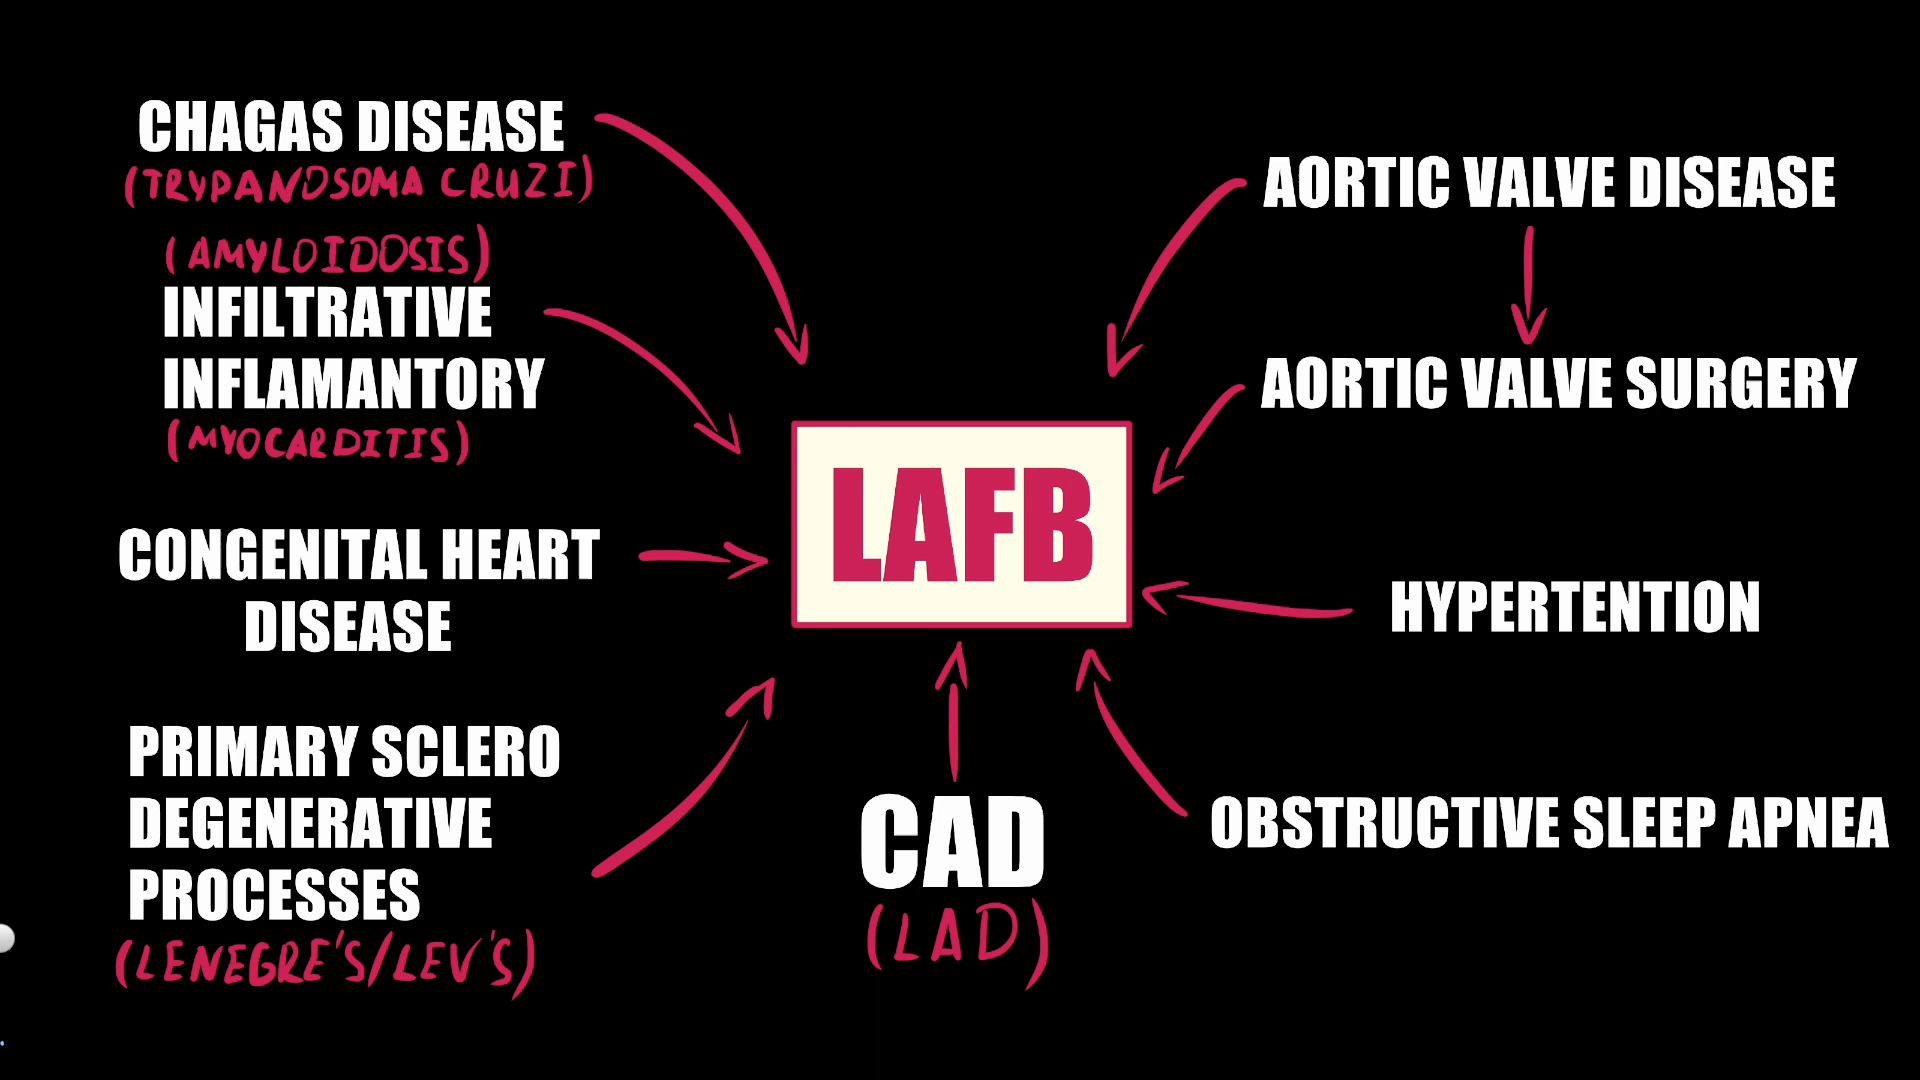 CHAGAS DISEASE
(TRYPANOSOMA CRUZI)
(AMYLOIDOSIS)
INFILTRATIVE
INFLAMANTORY
(MYOCARDITIS)
CONGENITAL HEART
DISEASE
PRIMARY SCLERO
DEGENERATIVE
PROCESSES
(LENEGRE'S/LEV'S)
LAFB
CAD
(LAD)
AORTIC VALVE DISEASE
AORTIC VALVE SURGERY
HYPERTENTION
OBSTRUCTIVE SLEEP APNEA